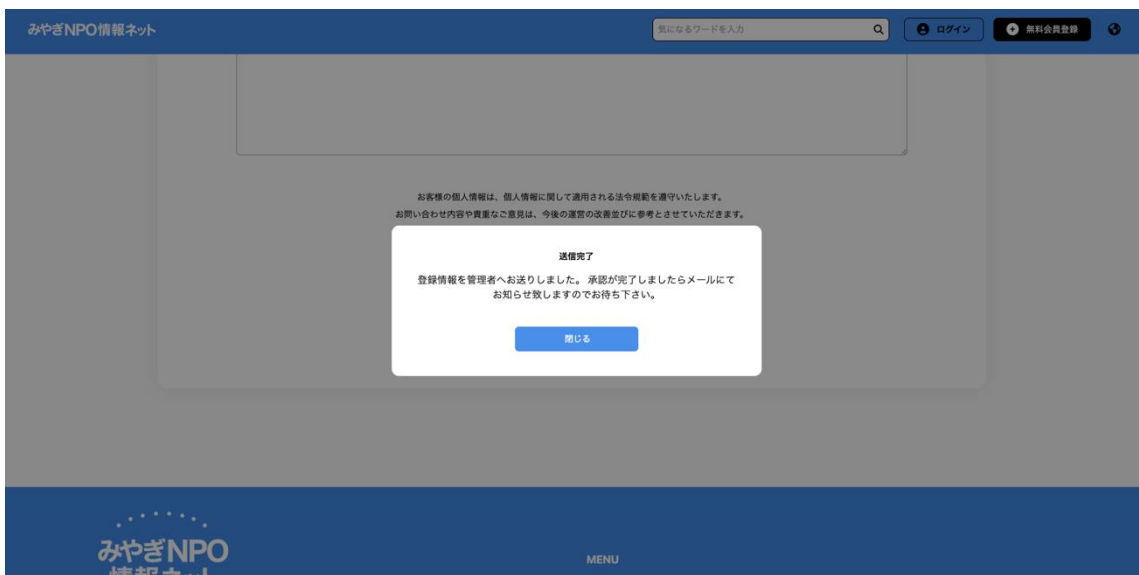 みやぎNPO情報ネット
気になるワードを入力
ログイン
無料会員登録
お客様の個人情報は、個人情報に関して適用される法令規範を遵守いたします。
お問い合わせ内容や貴重なご意見は、今後の運営の改善並びに参考とさせていただきます。
送信完了
登録情報を管理者へお送りしました。 承認が完了しましたらメールにて
お知らせ致しますのでお待ち下さい。
閉じる
みやぎNPO
情報ネット
MENU